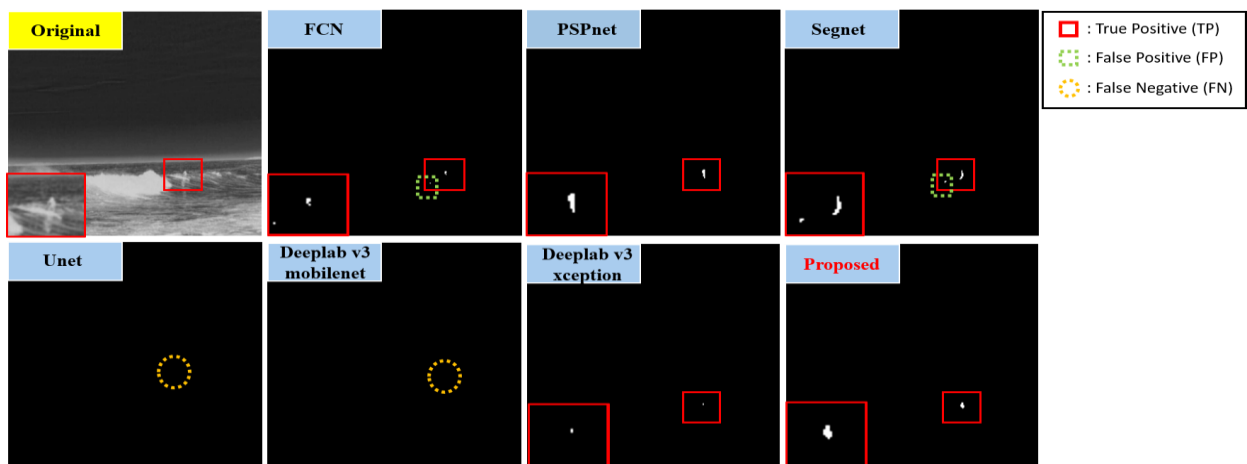 Original
FCN
PSPnet
Segnet
: True Positive (TP)
: False Positive (FP)
: False Negative (FN)
Unet
Deeplab v3
mobilenet
Deeplab v3
xception
Proposed